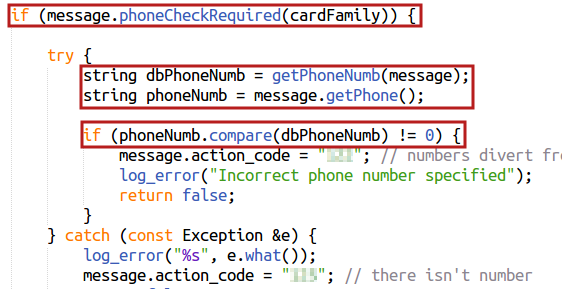 if (message.phoneCheckRequired(cardFamily)) {
try {
string dbPhoneNumb = getPhoneNumb(message);
string phoneNumb = message.getPhone();
if (phoneNumb.compare(dbPhoneNumb) != 0) {
message.action_code = " "; // numbers divert fr
log_error("Incorrect phone number specified");
return false;
}
} catch (const Exception &e) {
log_error("%s", e.what());
message.action_code = " "; // there isn't number